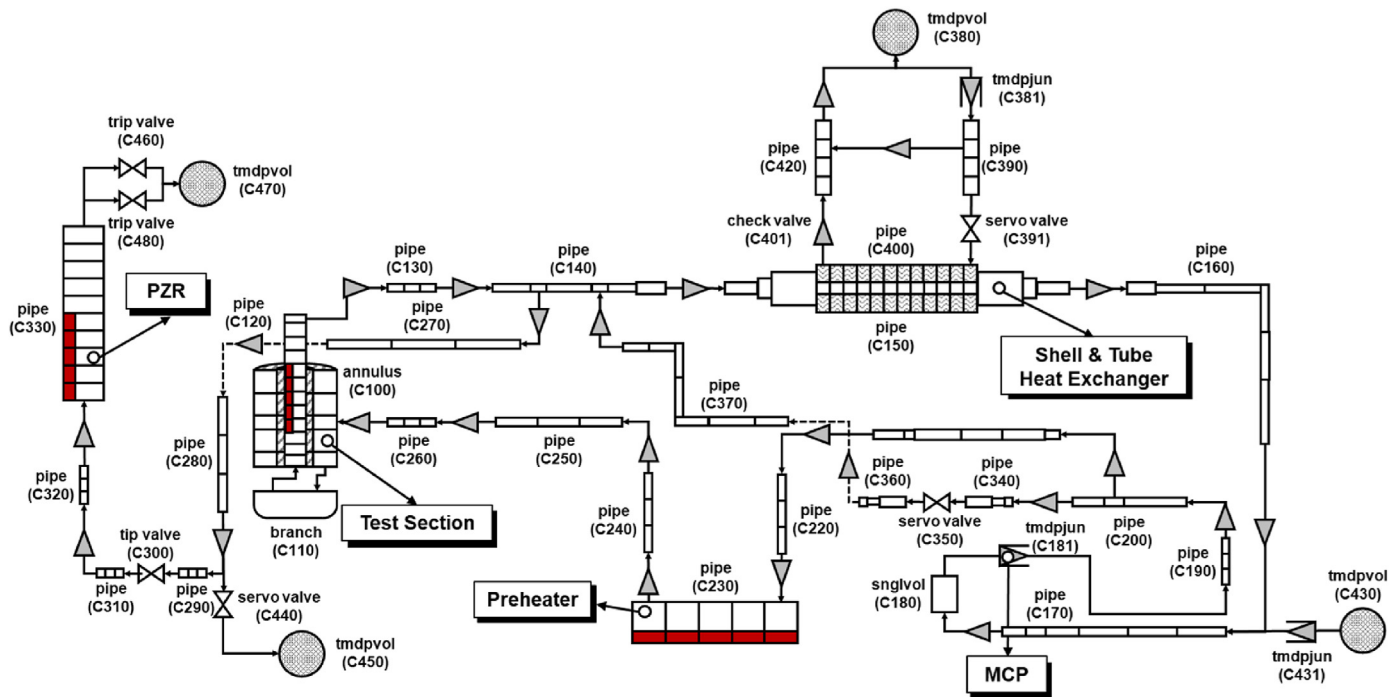 tmdpvol
(C380)
tmdpjun
(C381)
trip valve
(C460)
tmdpvol
(C470)
trip valve
(C480)
pipe
(C420)
pipe
(C390)
check valve
(C401)
pipe
(C400)
servo valve
(C391)
pipe
(C130)
pipe
(C140)
pipe
(C160)
PZR
pipe
(C330)
pipe
(C120)
pipe
(C270)
pipe
(C150)
Shell & Tube
Heat Exchanger
annulus
(C100)
pipe
(C370)
pipe
(C280)
pipe
(C260)
pipe
(C250)
pipe
(C320)
Test Section
branch
(C110)
pipe
(C240)
pipe
(C220)
pipe
(C360)
pipe
(C340)
servo valve
(C350)
tmdpjun
(C181)
pipe
(C200)
pipe
(C190)
tip valve
(C300)
pipe
(C310)
pipe
(C290)
servo valve
(C440)
Preheater
pipe
(C230)
snglvol
(C180)
pipe
(C170)
tmdpvol
(C430)
tmdpvol
(C450)
MCP
tmdpjun
(C431)